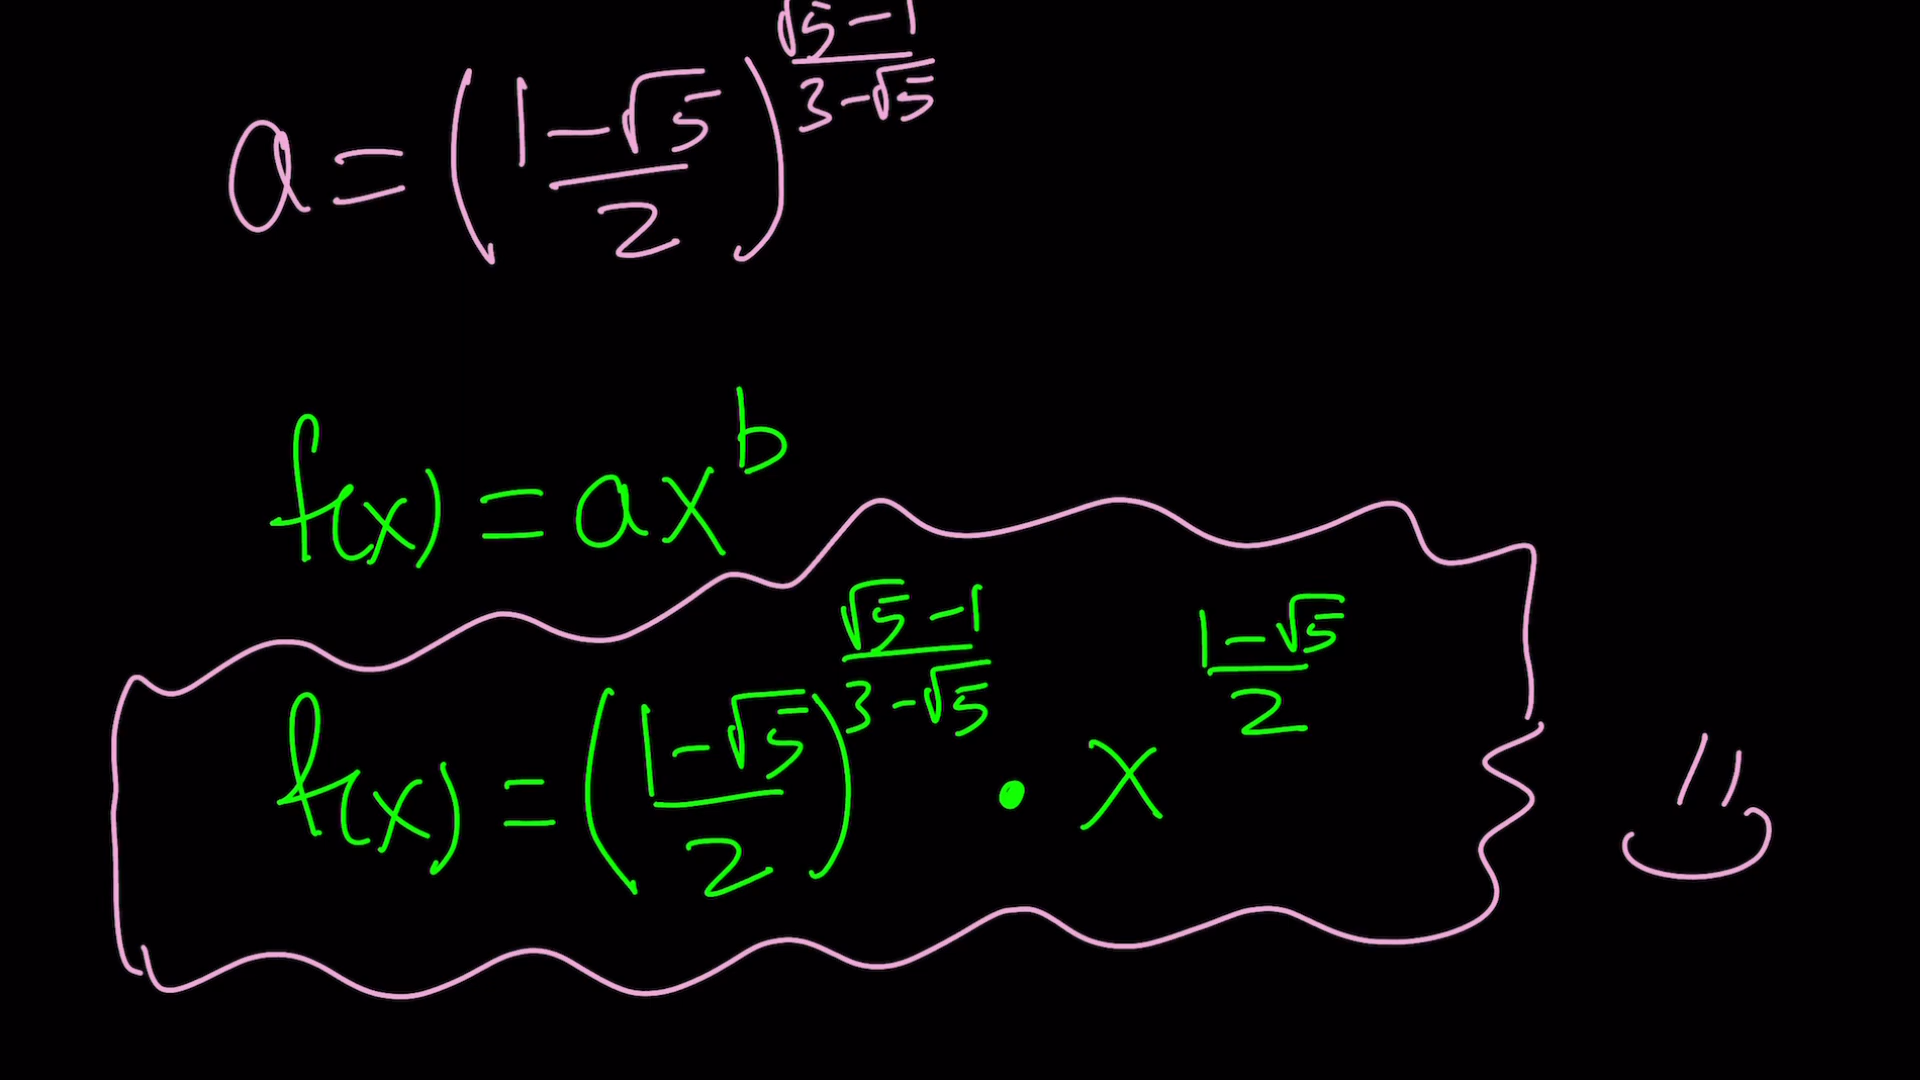 a = ((1-√5)/2)^((√5-1)/(3-√5))
f(x) = ax^b
f(x) = ((1-√5)/2)^((√5-1)/(3-√5)) · x^((1-√5)/2)